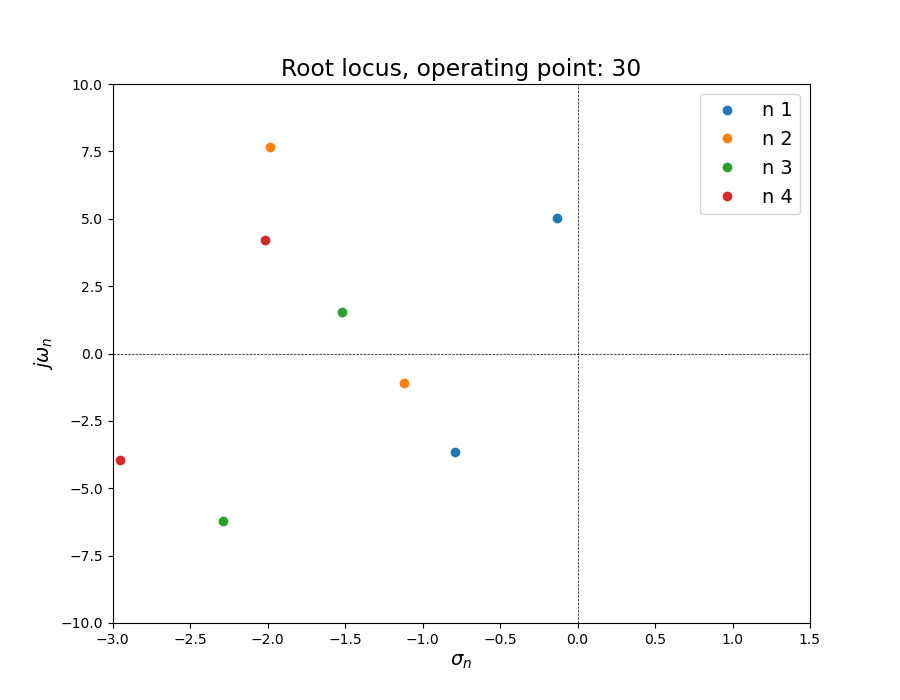 Root locus, operating point: 30
10.0
7.5
5.0
2.5
0.0
−2.5
−5.0
−7.5
−10.0
jωₙ
n 1
n 2
n 3
n 4
−3.0 −2.5 −2.0 −1.5 −1.0 −0.5 0.0 0.5 1.0 1.5
σₙ